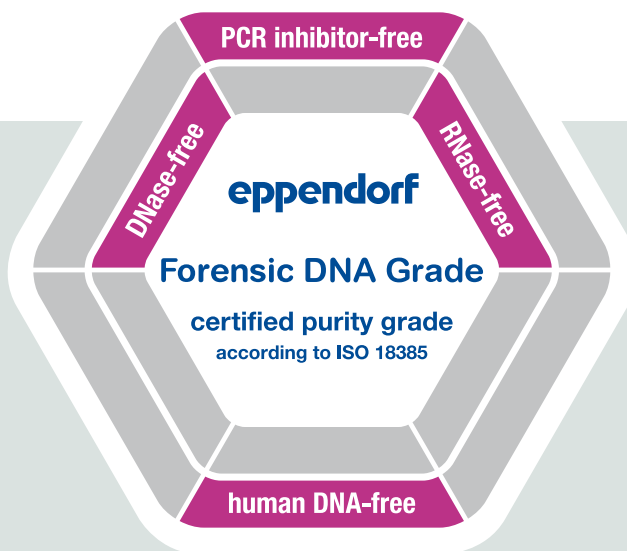 PCR inhibitor-free
DNase-free
RNase-free
eppendorf
Forensic DNA Grade
certified purity grade
according to ISO 18385
human DNA-free